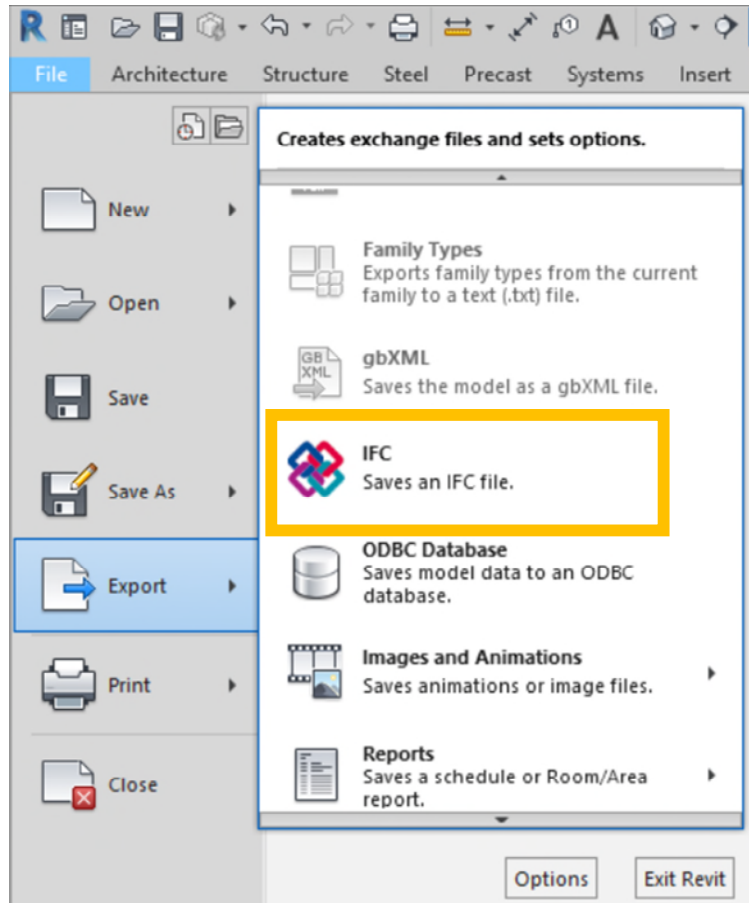 R A
File Architecture Structure Steel Precast Systems Insert
Creates exchange files and sets options.
New
Open
Save
Save As
Export
Print
Close
Family Types
Exports family types from the current
family to a text (.txt) file.
GB
XML
gbXML
Saves the model as a gbXML file.
IFC
Saves an IFC file.
ODBC Database
Saves model data to an ODBC
database.
Images and Animations
Saves animations or image files.
Reports
Saves a schedule or Room/Area
report.
Options Exit Revit